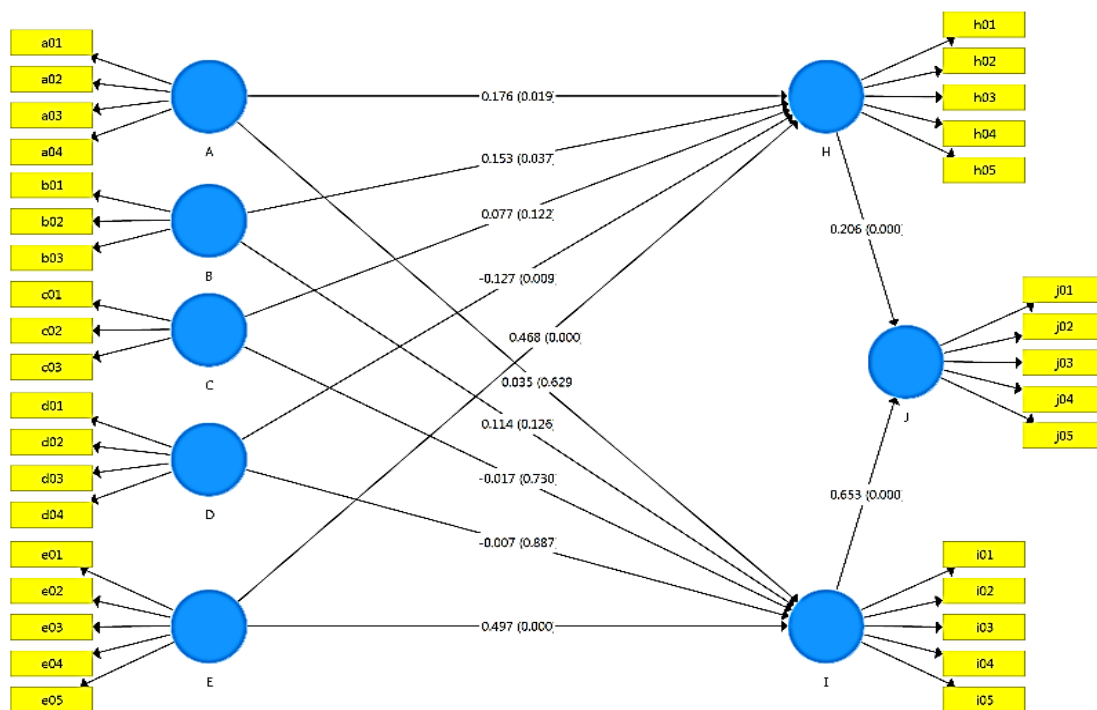 a01
a02
a03
a04
A
b01
b02
b03
B
c01
c02
c03
C
d01
d02
d03
d04
D
e01
e02
e03
e04
e05
E
0.176 (0.019)
0.153 (0.037)
0.077 (0.122)
-0.127 (0.009)
0.468 (0.000)
0.035 (0.629
0.114 (0.126)
-0.017 (0.730)
-0.007 (0.887)
0.497 (0.000)
h01
h02
h03
h04
h05
H
0.206 (0.000)
j01
j02
j03
j04
j05
J
0.653 (0.000)
i01
i02
i03
i04
i05
I